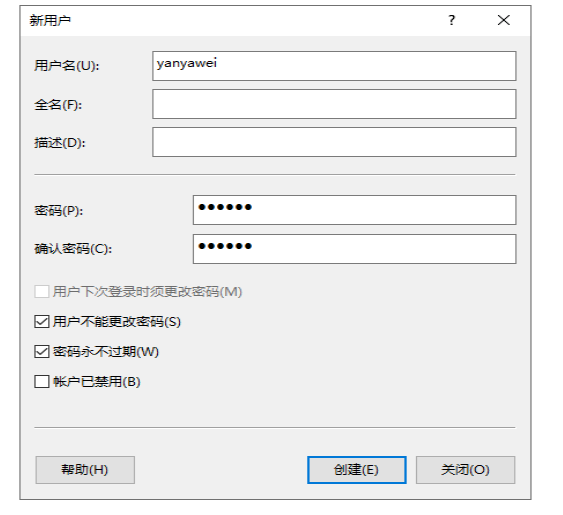 新用户
?
用户名(U):
yanyawei
全名(F):
描述(D):
密码(P):
●●●●●●
确认密码(C):
●●●●●●
用户下次登录时须更改密码(M)
用户不能更改密码(S)
密码永不过期(W)
帐户已禁用(B)
帮助(H)
创建(E)
关闭(O)